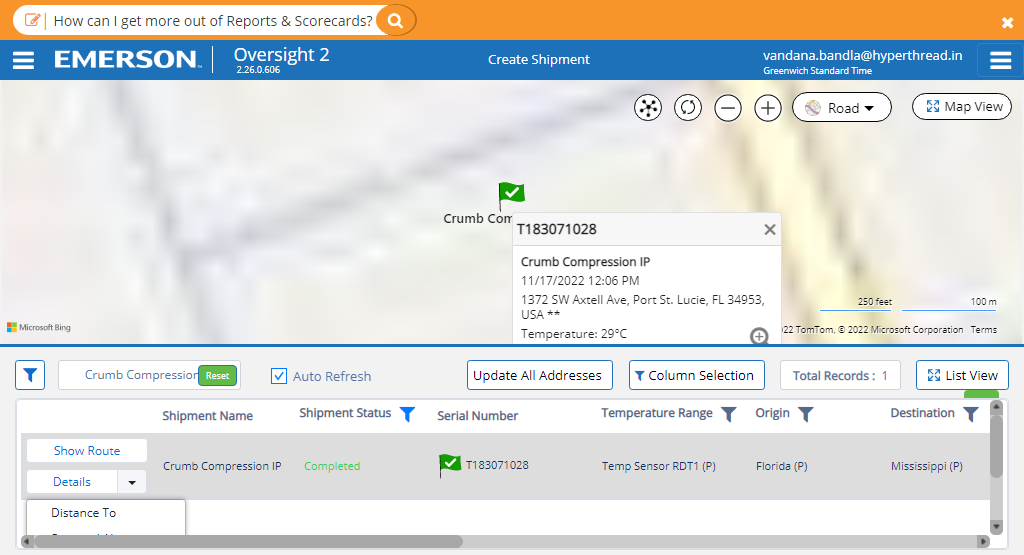 How can I get more out of Reports & Scorecards?
EMERSON
Oversight 2
2.26.0.606
Create Shipment
vandana.bandla@hyperthread.in
Greenwich Standard Time
Road
Map View
Crumb Com
T183071028
Crumb Compression IP
11/17/2022 12:06 PM
1372 SW Axtell Ave, Port St. Lucie, FL 34953,
USA **
Temperature: 29°C
250 feet
100 m
Microsoft Bing
22 TomTom, © 2022 Microsoft Corporation Terms
Crumb Compression
Reset
Auto Refresh
Update All Addresses
Column Selection
Total Records : 1
List View
Shipment Name
Shipment Status
Serial Number
Temperature Range
Origin
Destination
Show Route
Details
Crumb Compression IP
Completed
T183071028
Temp Sensor RDT1 (P)
Florida (P)
Mississippi (P)
Distance To